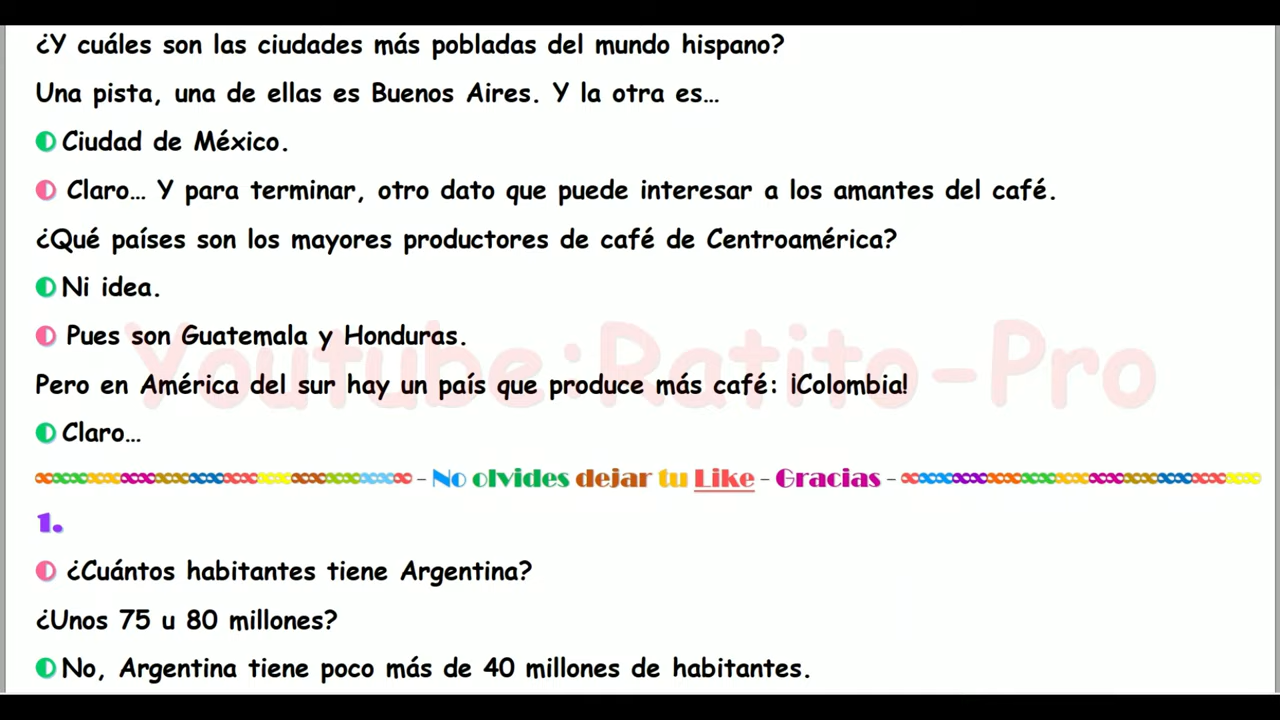 ¿Y cuáles son las ciudades más pobladas del mundo hispano?
Una pista, una de ellas es Buenos Aires. Y la otra es...
Ciudad de México.
Claro... Y para terminar, otro dato que puede interesar a los amantes del café.
¿Qué países son los mayores productores de café de Centroamérica?
Ni idea.
Pues son Guatemala y Honduras.
Youtube:Ratito-Pro
Pero en América del sur hay un país que produce más café: ¡Colombia!
Claro...
- No olvides dejar tu Like - Gracias -
1.
¿Cuántos habitantes tiene Argentina?
¿Unos 75 u 80 millones?
No, Argentina tiene poco más de 40 millones de habitantes.